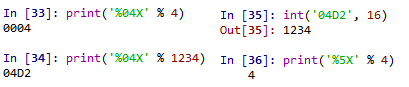 In [33]: print('%04X' % 4)
0004
In [34]: print('%04X' % 1234)
04D2
In [35]: int('04D2', 16)
Out[35]: 1234
In [36]: print('%5X' % 4)
    4